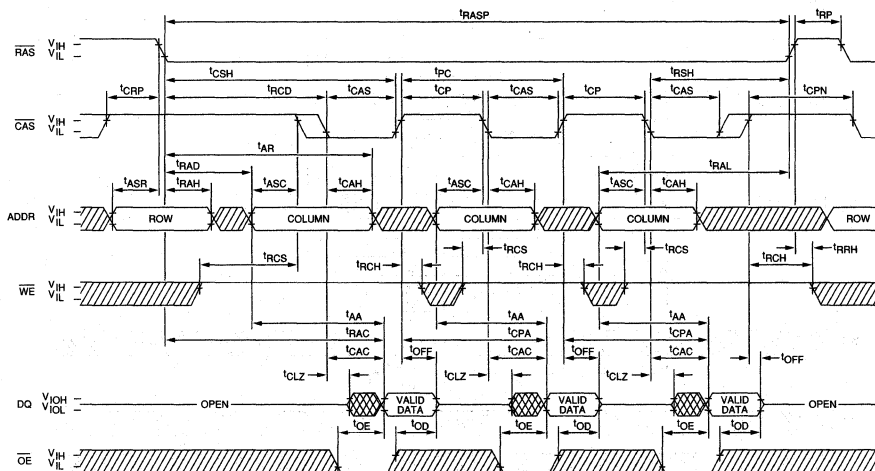 tRASP tRP
RAS VIH
VIL
tCSH tPC tRSH
tCRP tRCD tCAS tCP tCAS tCP tCAS tCPN
CAS VIH
VIL
tAR
tRAD tRAL
tASR tRAH tASC tCAH tASC tCAH tASC tCAH
ADDR VIH
VIL
ROW COLUMN COLUMN COLUMN ROW
tRCS tRCH tRCS tRCH tRCS tRCH tRRH
WE VIH
VIL
tAA tAA tAA
tRAC tCPA tCPA
tCAC tOFF tCAC tOFF tCAC tOFF
tCLZ tCLZ tCLZ
DQ VIOH
VIOL
OPEN VALID DATA VALID DATA VALID DATA OPEN
tOE tOD tOE tOD tOE tOD
OE VIH
VIL